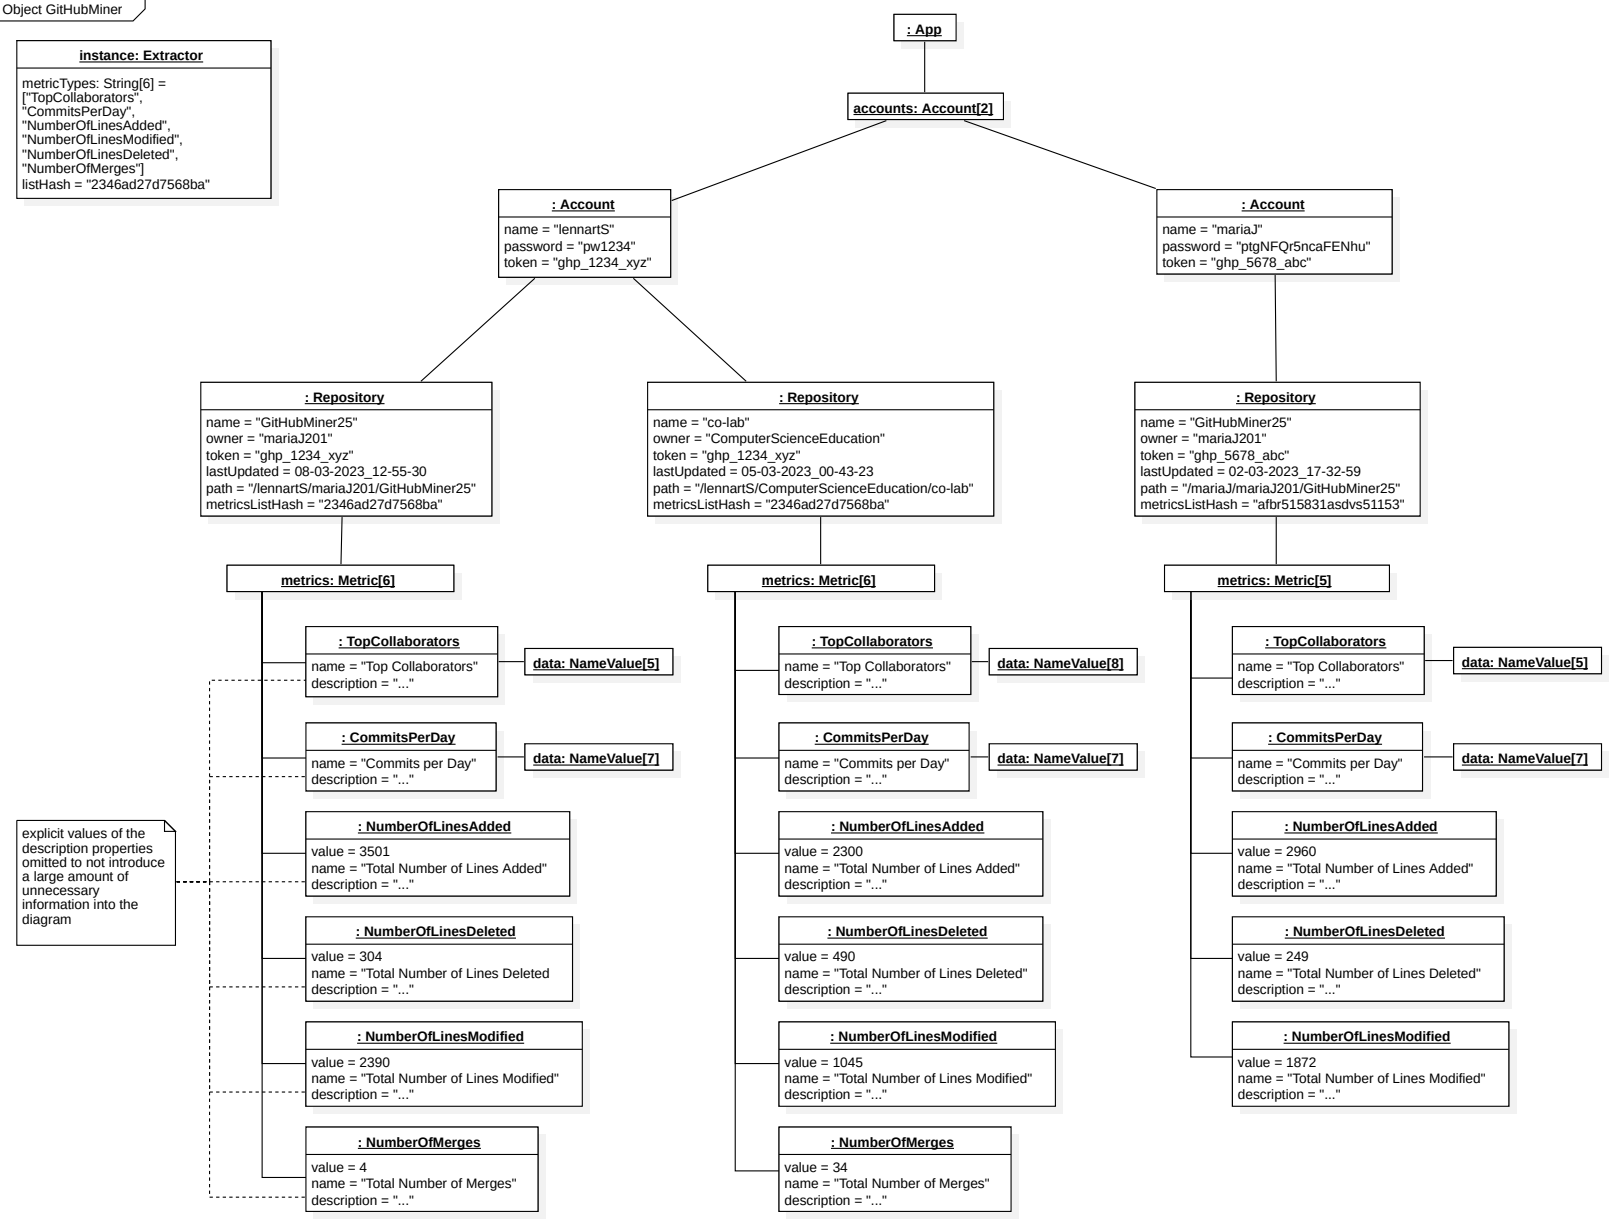 Object GitHubMiner
: App
instance: Extractor
metricTypes: String[6] =
["TopCollaborators",
"CommitsPerDay",
"NumberOfLinesAdded",
"NumberOfLinesModified",
"NumberOfLinesDeleted",
"NumberOfMerges"]
listHash = "2346ad27d7568ba"
accounts: Account[2]
: Account
name = "lennartS"
password = "pw1234"
token = "ghp_1234_xyz"
: Account
name = "mariaJ"
password = "ptgNFQr5ncaFENhu"
token = "ghp_5678_abc"
: Repository
name = "GitHubMiner25"
owner = "mariaJ201"
token = "ghp_1234_xyz"
lastUpdated = 08-03-2023_12-55-30
path = "/lennartS/mariaJ201/GitHubMiner25"
metricsListHash = "2346ad27d7568ba"
: Repository
name = "co-lab"
owner = "ComputerScienceEducation"
token = "ghp_1234_xyz"
lastUpdated = 05-03-2023_00-43-23
path = "/lennartS/ComputerScienceEducation/co-lab"
metricsListHash = "2346ad27d7568ba"
: Repository
name = "GitHubMiner25"
owner = "mariaJ201"
token = "ghp_5678_abc"
lastUpdated = 02-03-2023_17-32-59
path = "/mariaJ/mariaJ201/GitHubMiner25"
metricsListHash = "afbr515831asdvs51153"
metrics: Metric[6]
: TopCollaborators
name = "Top Collaborators"
description = "..."
data: NameValue[5]
: CommitsPerDay
name = "Commits per Day"
description = "..."
data: NameValue[7]
: NumberOfLinesAdded
value = 3501
name = "Total Number of Lines Added"
description = "..."
: NumberOfLinesDeleted
value = 304
name = "Total Number of Lines Deleted
description = "..."
: NumberOfLinesModified
value = 2390
name = "Total Number of Lines Modified"
description = "..."
: NumberOfMerges
value = 4
name = "Total Number of Merges"
description = "..."
explicit values of the
description properties
omitted to not introduce
a large amount of
unnecessary
information into the
diagram
metrics: Metric[6]
: TopCollaborators
name = "Top Collaborators"
description = "..."
data: NameValue[8]
: CommitsPerDay
name = "Commits per Day"
description = "..."
data: NameValue[7]
: NumberOfLinesAdded
value = 2300
name = "Total Number of Lines Added"
description = "..."
: NumberOfLinesDeleted
value = 490
name = "Total Number of Lines Deleted"
description = "..."
: NumberOfLinesModified
value = 1045
name = "Total Number of Lines Modified"
description = "..."
: NumberOfMerges
value = 34
name = "Total Number of Merges"
description = "..."
metrics: Metric[5]
: TopCollaborators
name = "Top Collaborators"
description = "..."
data: NameValue[5]
: CommitsPerDay
name = "Commits per Day"
description = "..."
data: NameValue[7]
: NumberOfLinesAdded
value = 2960
name = "Total Number of Lines Added"
description = "..."
: NumberOfLinesDeleted
value = 249
name = "Total Number of Lines Deleted"
description = "..."
: NumberOfLinesModified
value = 1872
name = "Total Number of Lines Modified"
description = "..."